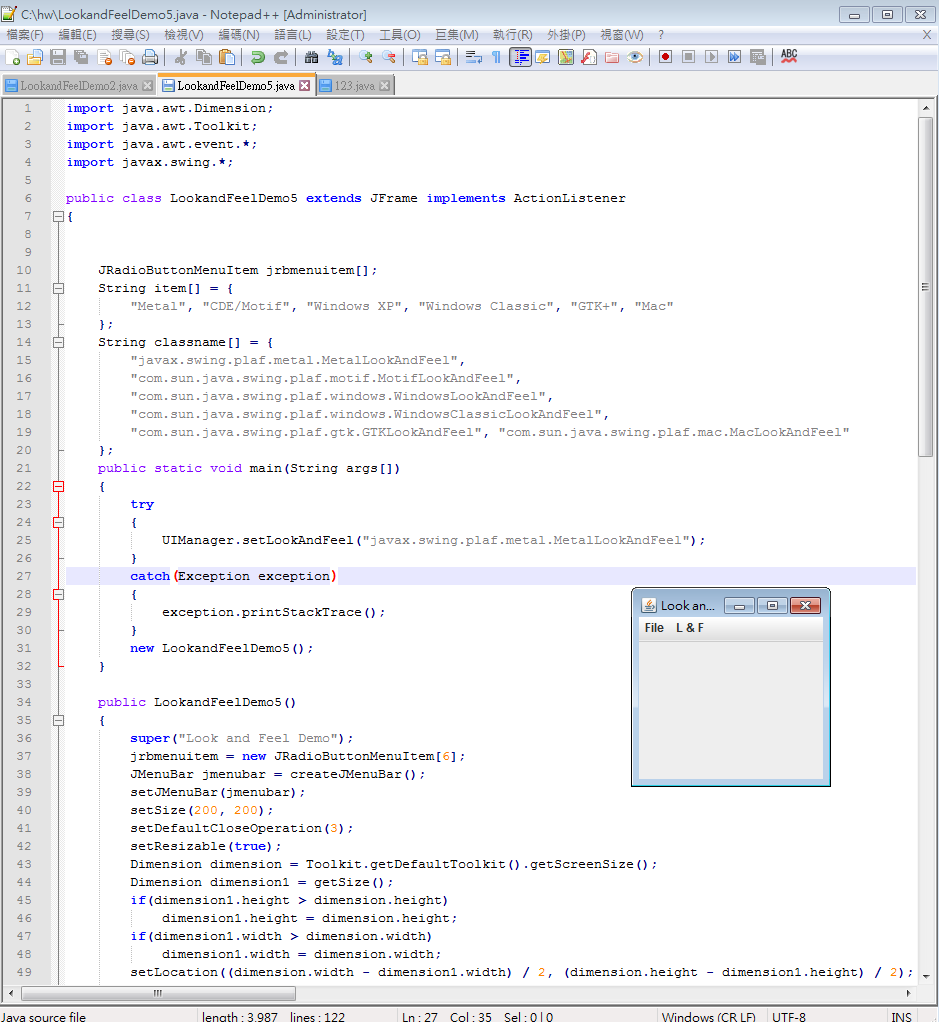 C:\hw\LookandFeelDemo5.java - Notepad++ [Administrator]
檔案(F) 編輯(E) 搜尋(S) 檢視(V) 編碼(N) 語言(L) 設定(T) 工具(O) 巨集(M) 執行(R) 外掛(P) 視窗(W) ? X
ABC
LookandFeelDemo2.java LookandFeelDemo5.java 123.java
1 import java.awt.Dimension;
2 import java.awt.Toolkit;
3 import java.awt.event.*;
4 import javax.swing.*;
5
6 public class LookandFeelDemo5 extends JFrame implements ActionListener
7 {
8
9
10 JRadioButtonMenuItem jrbmenuitem[];
11 String item[] = {
12 "Metal", "CDE/Motif", "Windows XP", "Windows Classic", "GTK+", "Mac"
13 };
14 String classname[] = {
15 "javax.swing.plaf.metal.MetalLookAndFeel",
16 "com.sun.java.swing.plaf.motif.MotifLookAndFeel",
17 "com.sun.java.swing.plaf.windows.WindowsLookAndFeel",
18 "com.sun.java.swing.plaf.windows.WindowsClassicLookAndFeel",
19 "com.sun.java.swing.plaf.gtk.GTKLookAndFeel", "com.sun.java.swing.plaf.mac.MacLookAndFeel"
20 };
21 public static void main(String args[])
22 {
23 try
24 {
25 UIManager.setLookAndFeel("javax.swing.plaf.metal.MetalLookAndFeel");
26 }
27 catch(Exception exception)
28 {
29 exception.printStackTrace();
30 }
31 new LookandFeelDemo5();
32 }
33
34 public LookandFeelDemo5()
35 {
36 super("Look and Feel Demo");
37 jrbmenuitem = new JRadioButtonMenuItem[6];
38 JMenuBar jmenubar = createJMenuBar();
39 setJMenuBar(jmenubar);
40 setSize(200, 200);
41 setDefaultCloseOperation(3);
42 setResizable(true);
43 Dimension dimension = Toolkit.getDefaultToolkit().getScreenSize();
44 Dimension dimension1 = getSize();
45 if(dimension1.height > dimension.height)
46 dimension1.height = dimension.height;
47 if(dimension1.width > dimension.width)
48 dimension1.width = dimension.width;
49 setLocation((dimension.width - dimension1.width) / 2, (dimension.height - dimension1.height) / 2);
Look an...
File L & F
Java source file length : 3,987 lines : 122 Ln : 27 Col : 35 Sel : 0 | 0 Windows (CR LF) UTF-8 INS